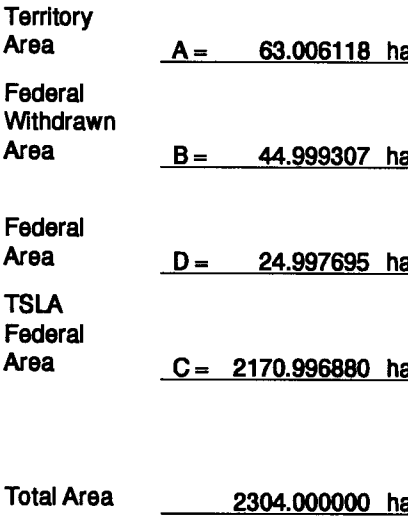 Territory
Area A = 63.006118 ha
Federal
Withdrawn
Area B = 44.999307 ha
Federal
Area D = 24.997695 ha
TSLA
Federal
Area C = 2170.996880 ha
Total Area 2304.000000 ha